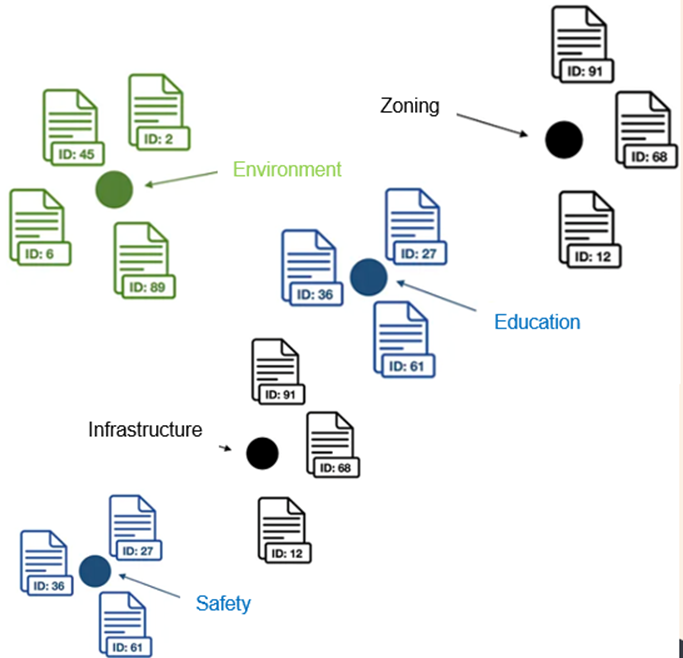 ID: 91
Zoning
ID: 68
ID: 2
ID: 45
Environment
ID: 6
ID: 89
ID: 12
ID: 27
ID: 36
Education
ID: 61
ID: 91
Infrastructure
ID: 68
ID: 12
ID: 27
ID: 36
Safety
ID: 61